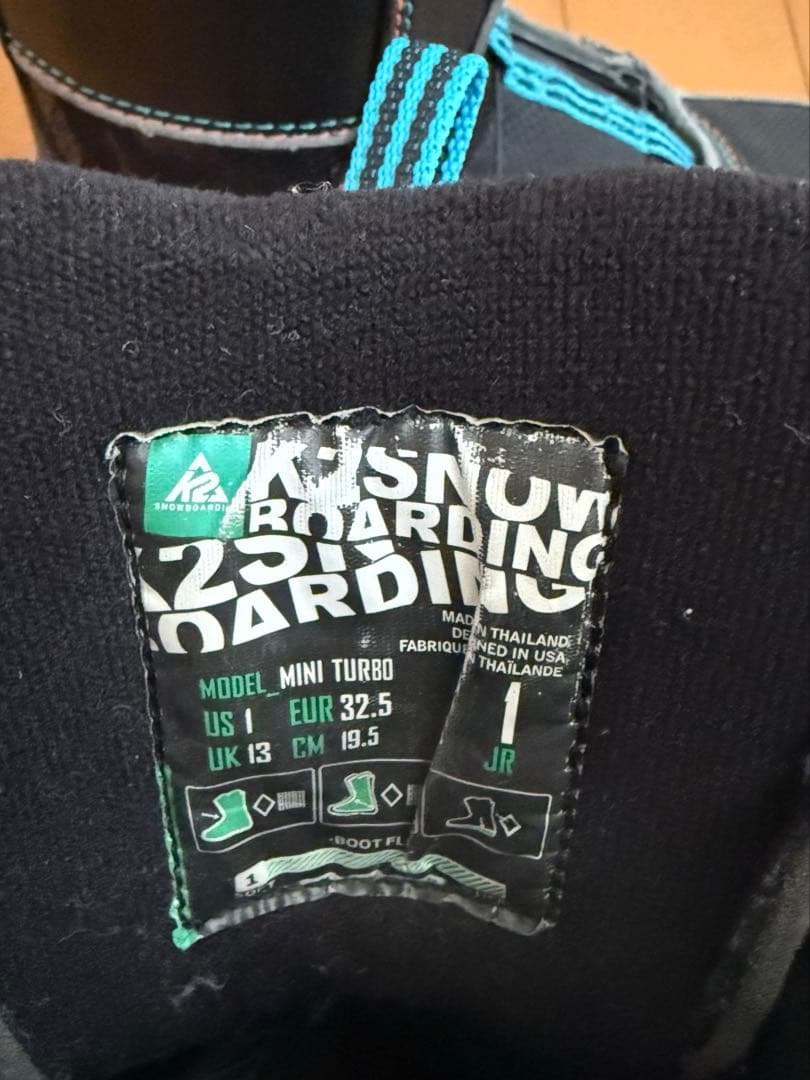 K2
SNOWBOARDING
K2SNOW
BOARDING
BOARDING
MADE IN THAILAND
DESIGNED IN USA
FABRIQUÉ EN THAÏLANDE
MODEL_MINI TURBO
US 1 EUR 32.5
UK 13 CM 19.5
1
JR
BOOT FL
1